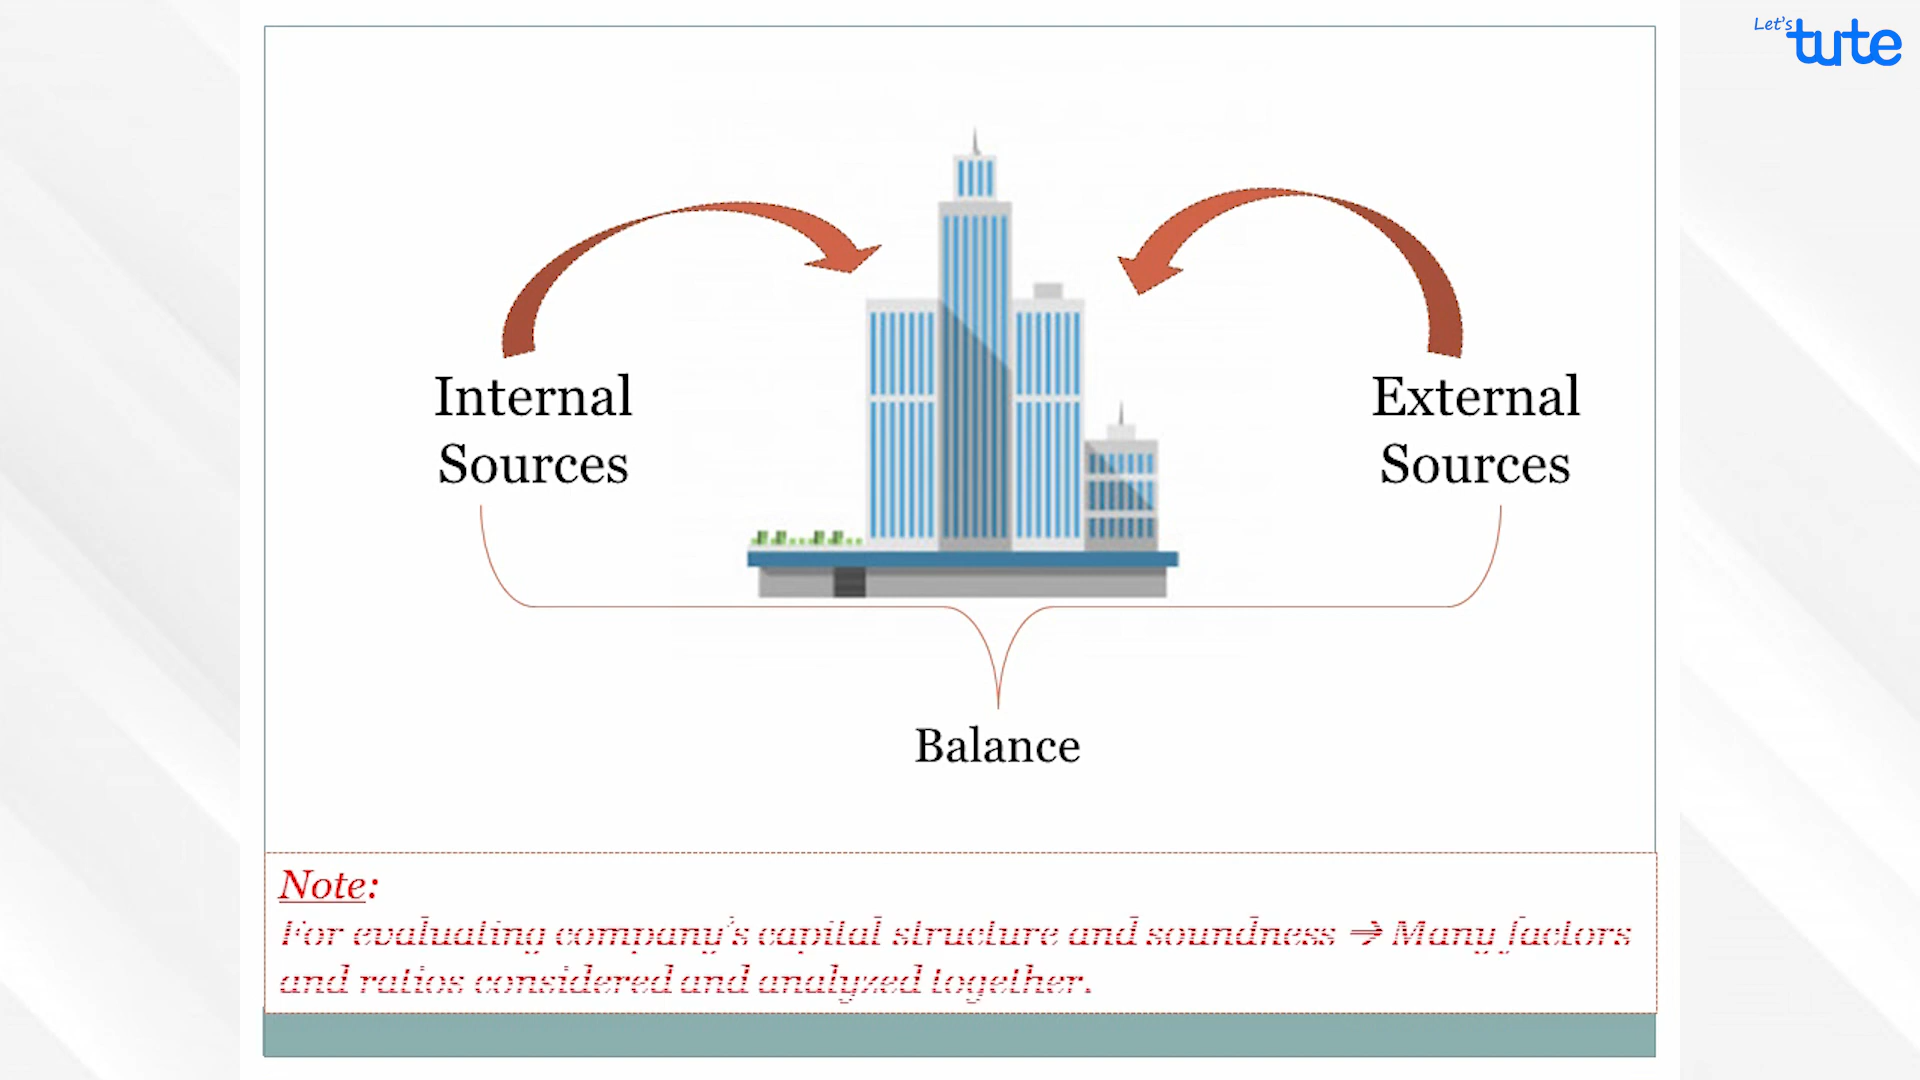 Let's
tute
Internal
Sources
External
Sources
Balance
Note:
For evaluating company's capital structure and soundness ⇒ Many factors
and ratios considered and analyzed together.